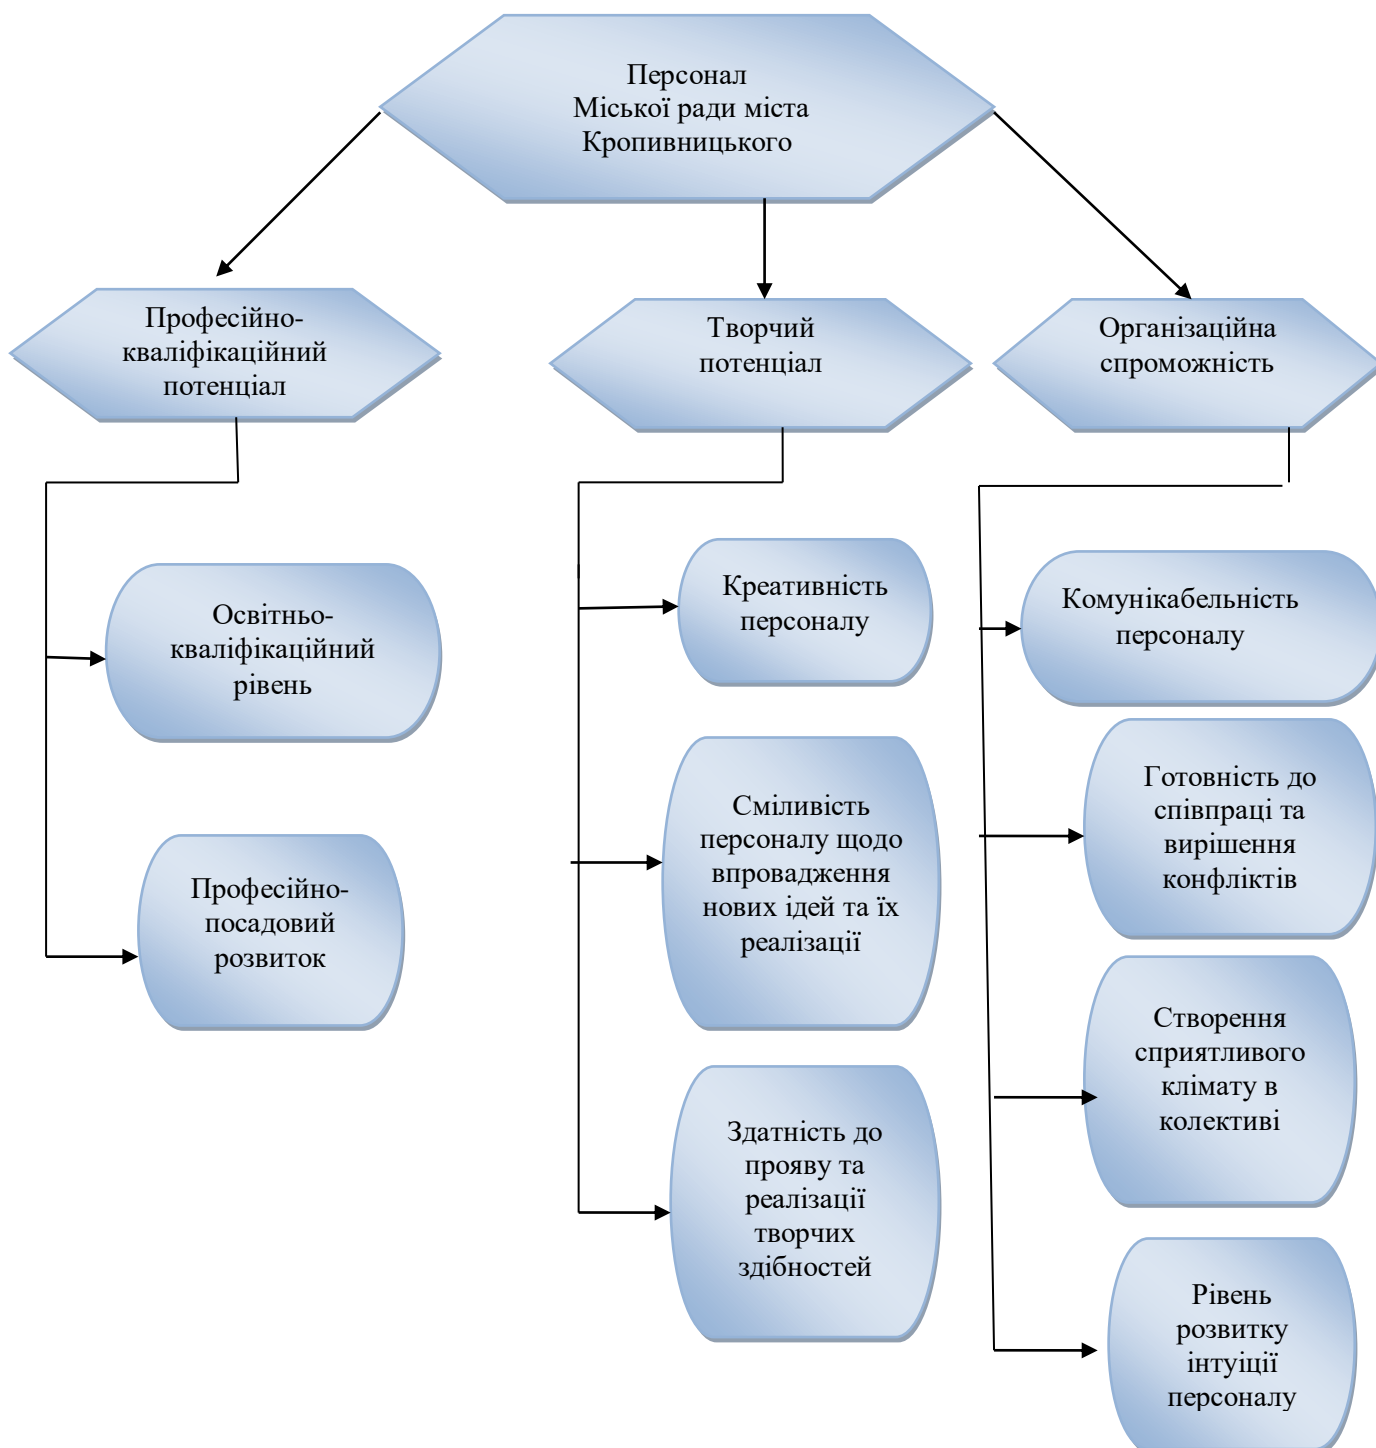 Персонал
Міської ради міста
Кропивницького
Професійно-
кваліфікаційний
потенціал
Творчий
потенціал
Організаційна
спроможність
Освітньо-
кваліфікаційний
рівень
Професійно-
посадовий
розвиток
Креативність
персоналу
Сміливість
персоналу щодо
впровадження
нових ідей та їх
реалізації
Здатність до
прояву та
реалізації
творчих
здібностей
Комунікабельність
персоналу
Готовність до
співпраці та
вирішення
конфліктів
Створення
сприятливого
клімату в
колективі
Рівень
розвитку
інтуіції
персоналу